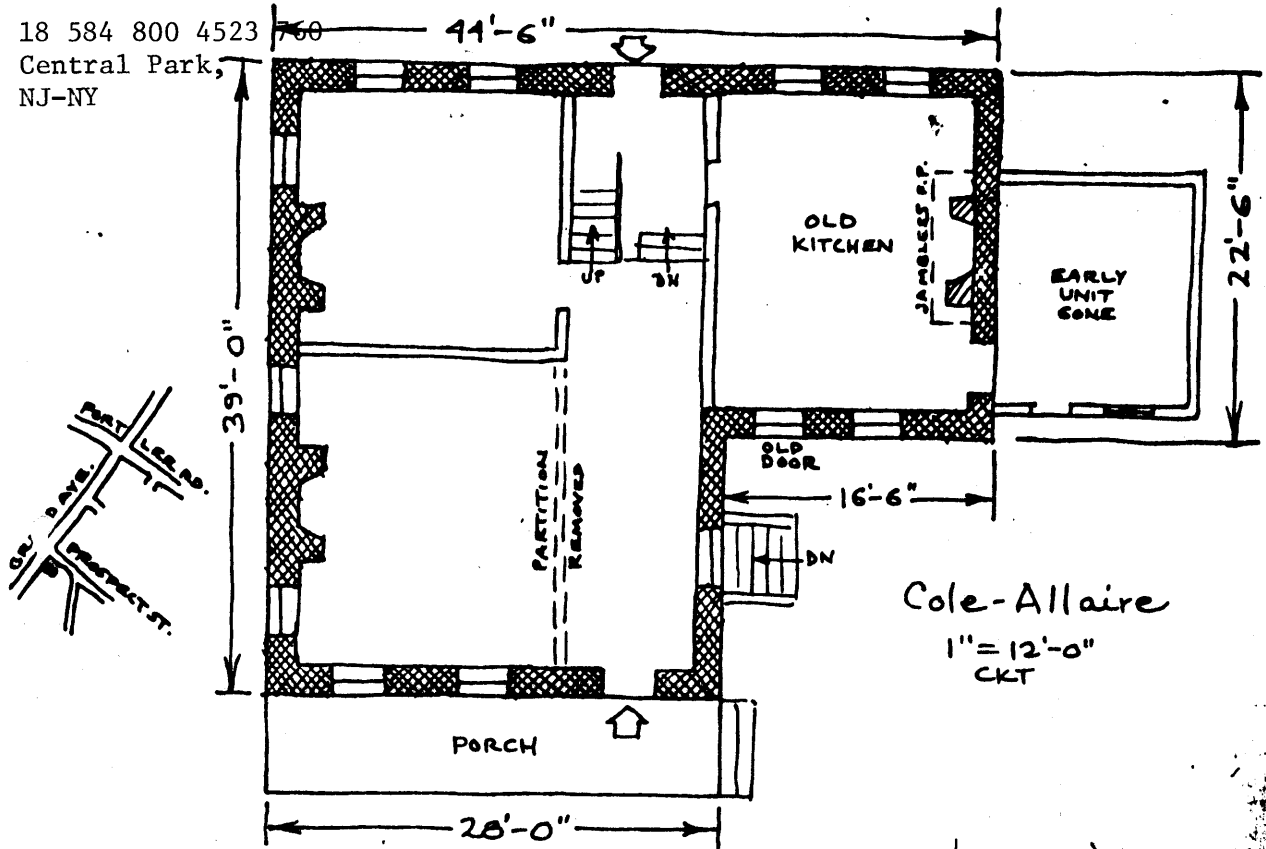 18 584 800 4523 760
Central Park,
NJ-NY
44'-6"
39'-0"
22'-6"
OLD
KITCHEN
JAMBLESS F.P.
EARLY
UNIT
GONE
UP
DN
OLD
DOOR
16'-6"
PARTITION
REMOVED
DN
FORT LEE RD.
GRAND AVE.
PROSPECT ST.
Cole-Allaire
1" = 12'-0"
CKT
PORCH
28'-0"